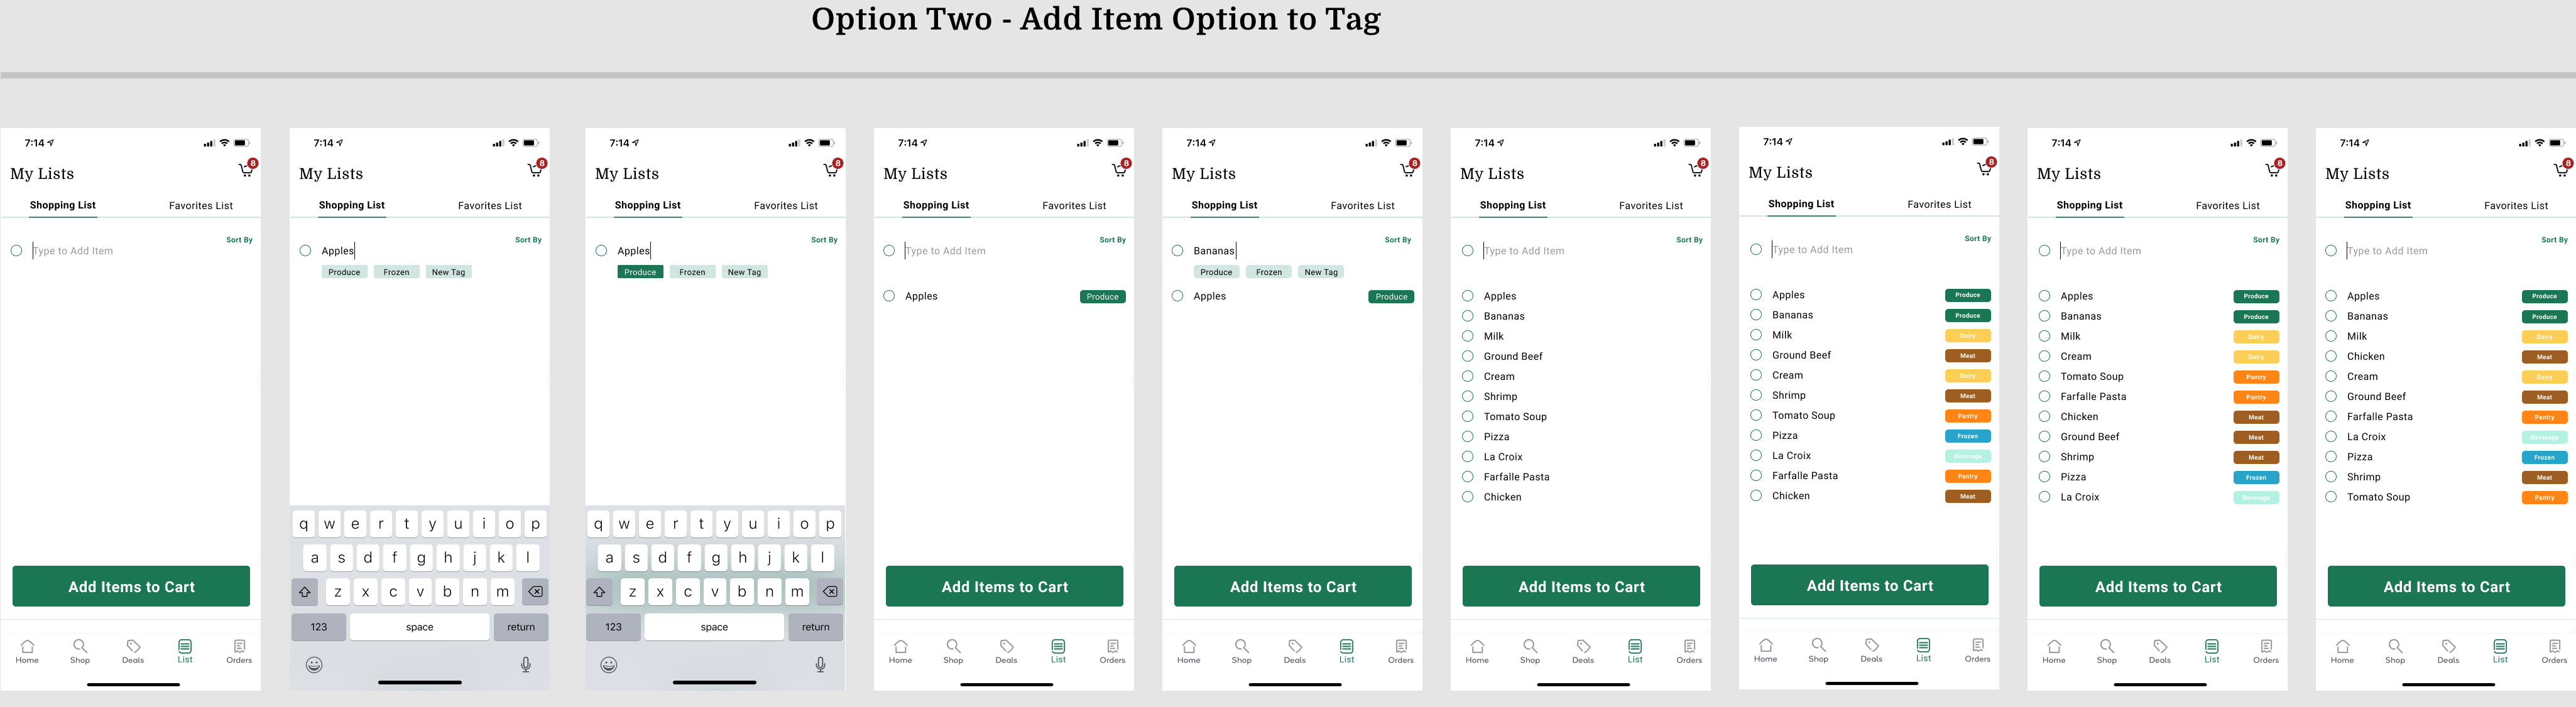 Option Two - Add Item Option to Tag
7:14
8
My Lists
Shopping List
Favorites List
Sort By
Type to Add Item
Add Items to Cart
Home
Shop
Deals
List
Orders
7:14
8
My Lists
Shopping List
Favorites List
Sort By
Apples
Produce
Frozen
New Tag
q w e r t y u i o p
a s d f g h j k l
z x c v b n m
123 space return
7:14
8
My Lists
Shopping List
Favorites List
Sort By
Apples
Produce
Frozen
New Tag
q w e r t y u i o p
a s d f g h j k l
z x c v b n m
123 space return
7:14
8
My Lists
Shopping List
Favorites List
Sort By
Type to Add Item
Apples Produce
Add Items to Cart
Home
Shop
Deals
List
Orders
7:14
8
My Lists
Shopping List
Favorites List
Sort By
Bananas
Produce
Frozen
New Tag
Apples Produce
Add Items to Cart
Home
Shop
Deals
List
Orders
7:14
8
My Lists
Shopping List
Favorites List
Sort By
Type to Add Item
Apples
Bananas
Milk
Ground Beef
Cream
Shrimp
Tomato Soup
Pizza
La Croix
Farfalle Pasta
Chicken
Add Items to Cart
Home
Shop
Deals
List
Orders
7:14
8
My Lists
Shopping List
Favorites List
Sort By
Type to Add Item
Apples Produce
Bananas Produce
Milk Dairy
Ground Beef Meat
Cream Dairy
Shrimp Meat
Tomato Soup Pantry
Pizza Frozen
La Croix Beverage
Farfalle Pasta Pantry
Chicken Meat
Add Items to Cart
Home
Shop
Deals
List
Orders
7:14
8
My Lists
Shopping List
Favorites List
Sort By
Type to Add Item
Apples Produce
Bananas Produce
Milk Dairy
Cream Dairy
Tomato Soup Pantry
Farfalle Pasta Pantry
Chicken Meat
Ground Beef Meat
Shrimp Meat
Pizza Frozen
La Croix Beverage
Add Items to Cart
Home
Shop
Deals
List
Orders
7:14
8
My Lists
Shopping List
Favorites List
Sort By
Type to Add Item
Apples Produce
Bananas Produce
Milk Dairy
Chicken Meat
Cream Dairy
Ground Beef Meat
Farfalle Pasta Pantry
La Croix Beverage
Pizza Frozen
Shrimp Meat
Tomato Soup Pantry
Add Items to Cart
Home
Shop
Deals
List
Orders